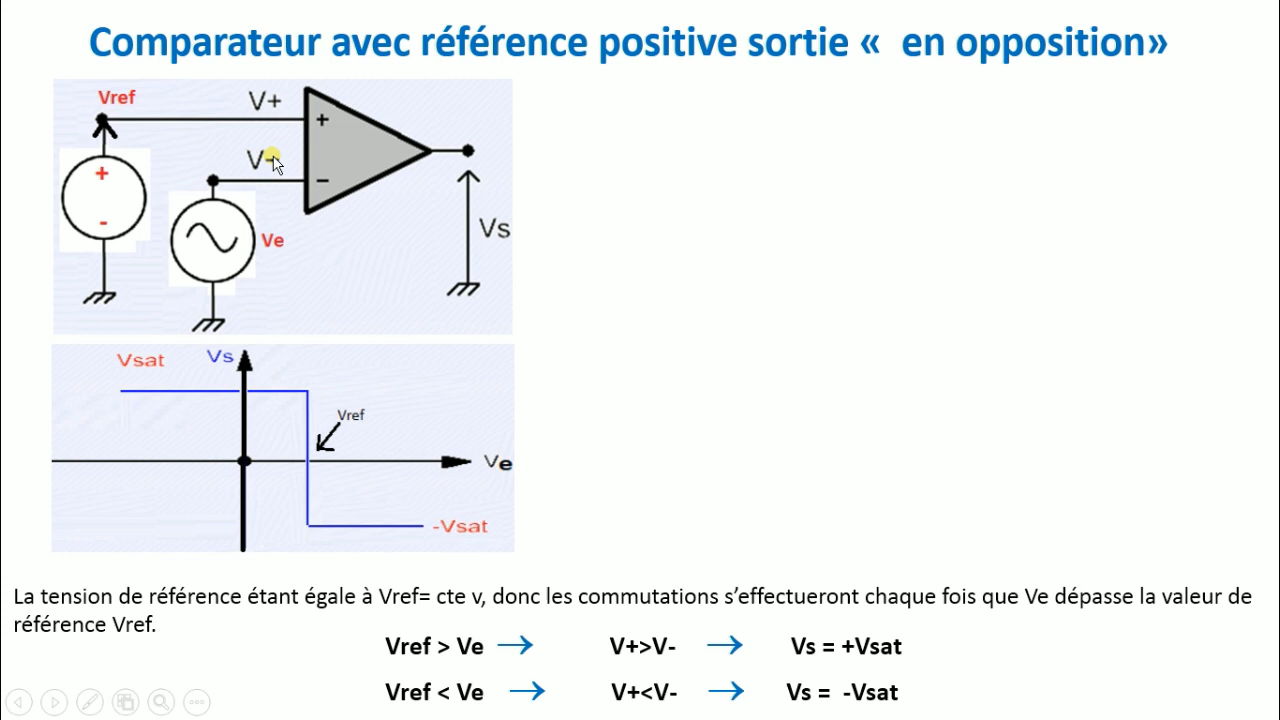 Comparateur avec référence positive sortie «  en opposition»
Vref
V+
+
V-
-
+
-
Ve
Vs
Vsat
Vs
Vref
Ve
-Vsat
La tension de référence étant égale à Vref= cte v, donc les commutations s’effectueront chaque fois que Ve dépasse la valeur de
référence Vref.
Vref > Ve → V+>V- → Vs = +Vsat
Vref < Ve → V+<V- → Vs =  -Vsat